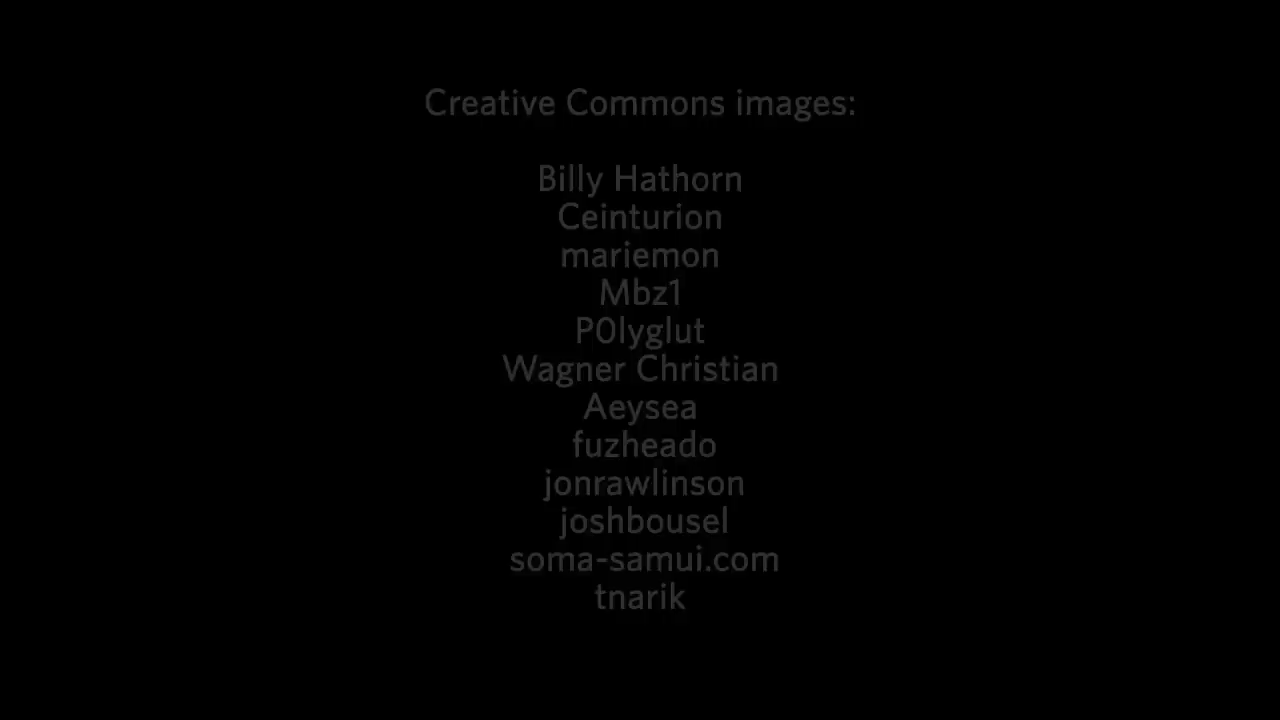 Creative Commons images:
Billy Hathorn
Ceinturion
mariemon
Mbz1
P0lyglut
Wagner Christian
Aeysea
fuzheado
jonrawlinson
joshbousel
soma-samui.com
tnarik